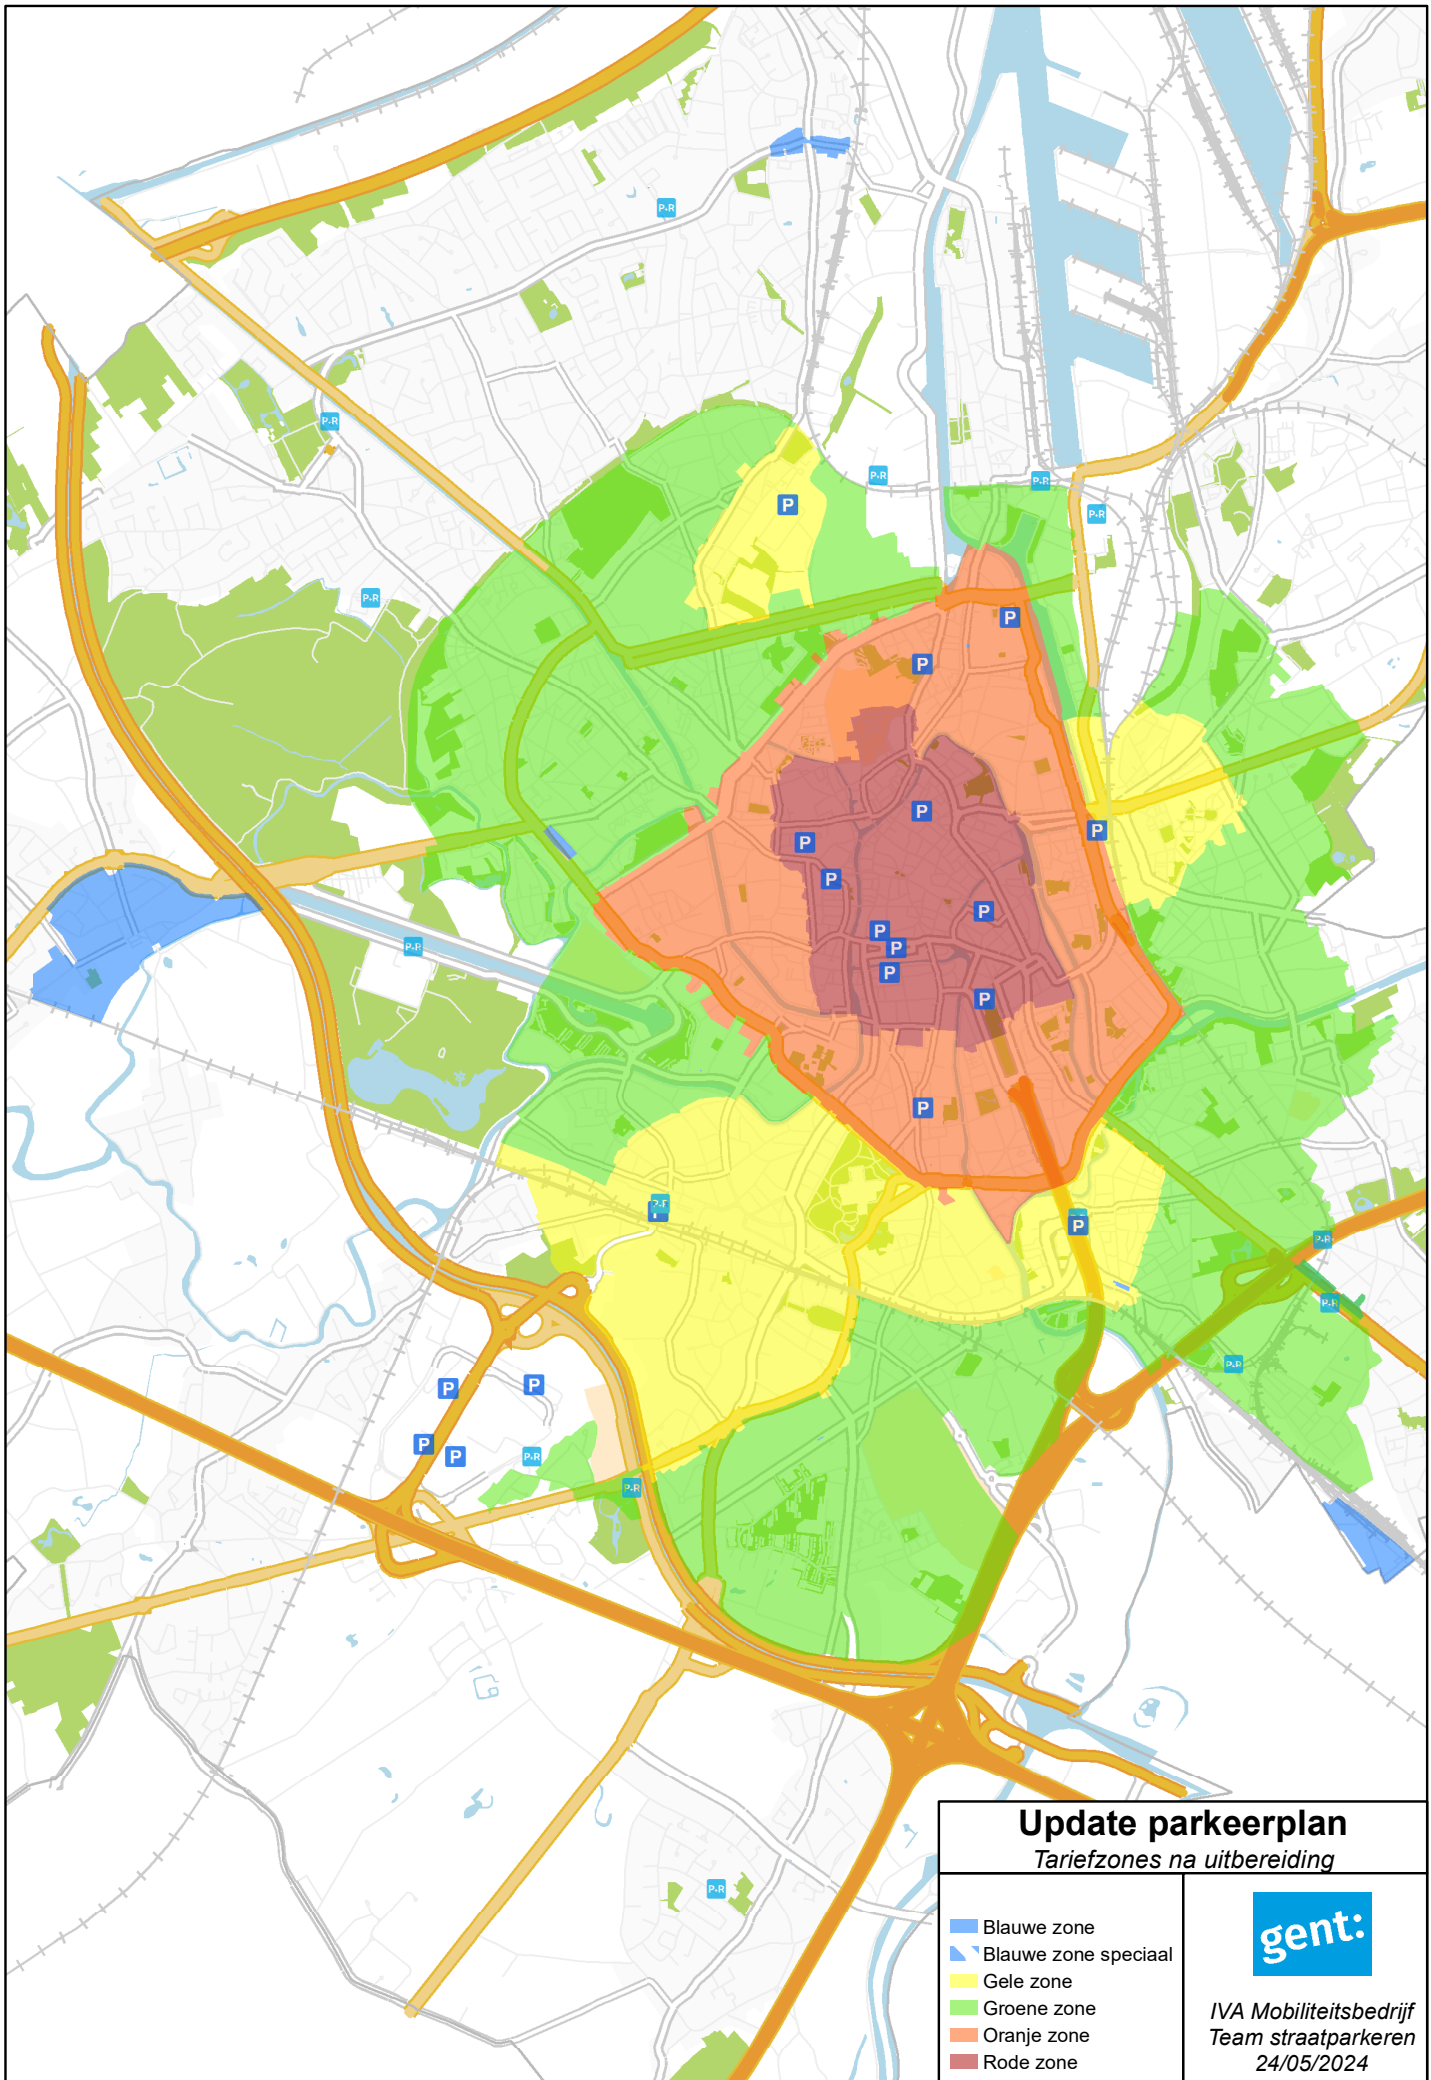 P-R
P-R
P-R
P-R
P-R
P
P-R
P
P
P
P
P
P
P
P
P
P
P-R
P
P
P-R
P
P
P-R
P-R
P-R
P
P
P
P
P-R
P-R
P-R
Update parkeerplan
Tariefzones na uitbereiding
Blauwe zone
Blauwe zone speciaal
Gele zone
Groene zone
Oranje zone
Rode zone
gent:
IVA Mobiliteitsbedrijf
Team straatparkeren
24/05/2024